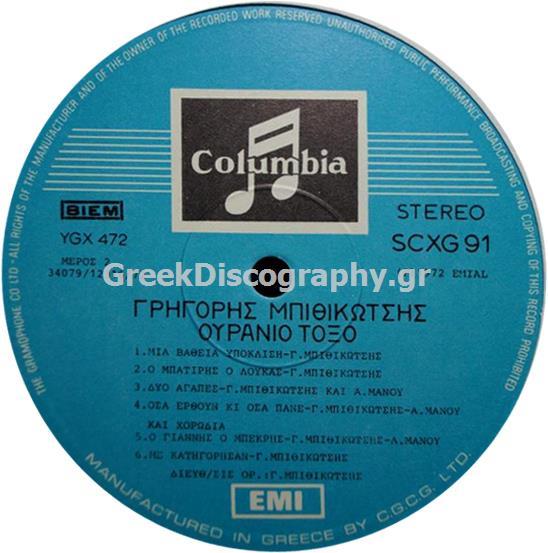 THE GRAMOPHONE CO LTD - ALL RIGHTS OF THE MANUFACTURER AND OF THE OWNER OF THE RECORDED WORK RESERVED UNAUTHORISED PUBLIC PERFORMANCE BROADCASTING AND COPYING OF THIS RECORD PROHIBITED
Columbia
BIEM
STEREO
YGX 472
SCXG 91
ΜΕΡΟΣ 2
34079/12
72 EMIAL
GreekDiscography.gr
ΓΡΗΓΟΡΗΣ ΜΠΙΘΙΚΩΤΣΗΣ
ΟΥΡΑΝΙΟ ΤΟΞΟ
1.ΜΙΑ ΒΑΘΕΙΑ ΥΠΟΚΛΙΣΗ-Γ.ΜΠΙΘΙΚΩΤΣΗΣ
2.Ο ΜΠΑΤΙΡΗΣ Ο ΛΟΥΚΑΣ-Γ.ΜΠΙΘΙΚΩΤΣΗΣ
3.ΔΥΟ ΑΓΑΠΕΣ-Γ.ΜΠΙΘΙΚΩΤΣΗΣ ΚΑΙ Α.ΜΑΝΟΥ
4.ΟΣΑ ΕΡΘΟΥΝ ΚΙ ΟΣΑ ΠΑΝΕ-Γ.ΜΠΙΘΙΚΩΤΣΗΣ-Α.ΜΑΝΟΥ
ΚΑΙ ΧΟΡΩΔΙΑ
5.Ο ΓΙΑΝΝΗΣ Ο ΜΠΕΚΡΗΣ-Γ.ΜΠΙΘΙΚΩΤΣΗΣ-Α.ΜΑΝΟΥ
6.ΜΕ ΚΑΤΗΓΟΡΗΣΑΝ-Γ.ΜΠΙΘΙΚΩΤΣΗΣ
ΔΙΕΥΘ/ΣΙΣ ΟΡ.:Γ.ΜΠΙΘΙΚΩΤΣΗΣ
EMI
MANUFACTURED IN GREECE BY C.G.C.G. LTD.